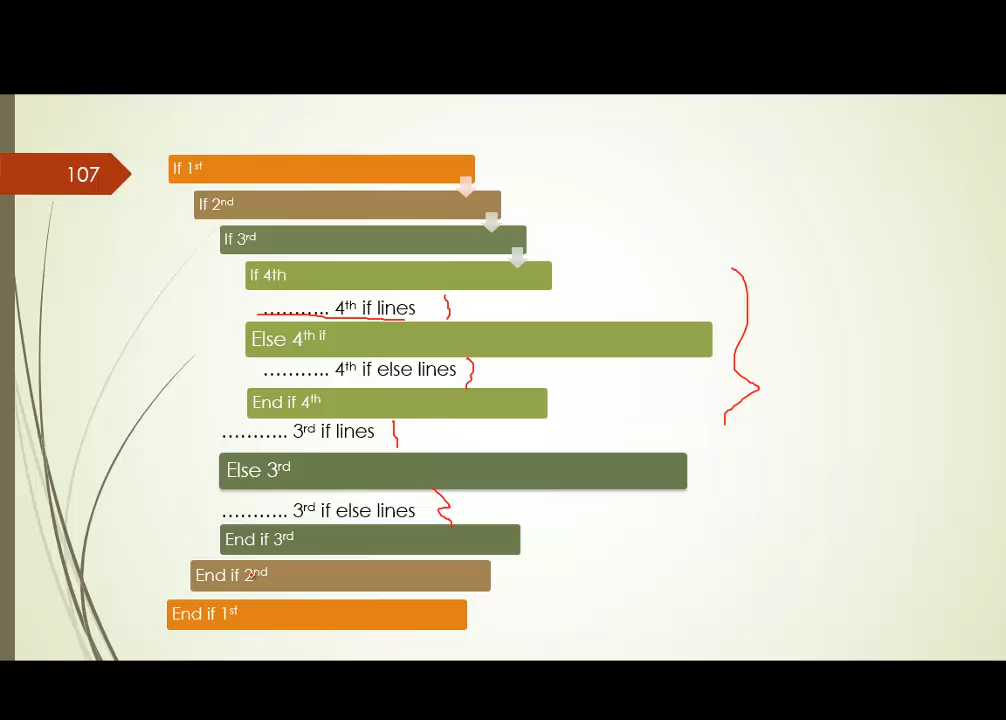 107
If 1st
If 2nd
If 3rd
If 4th
……….. 4th if lines
Else 4th if
……….. 4th if else lines
End if 4th
……….. 3rd if lines
Else 3rd
……….. 3rd if else lines
End if 3rd
End if 2nd
End if 1st